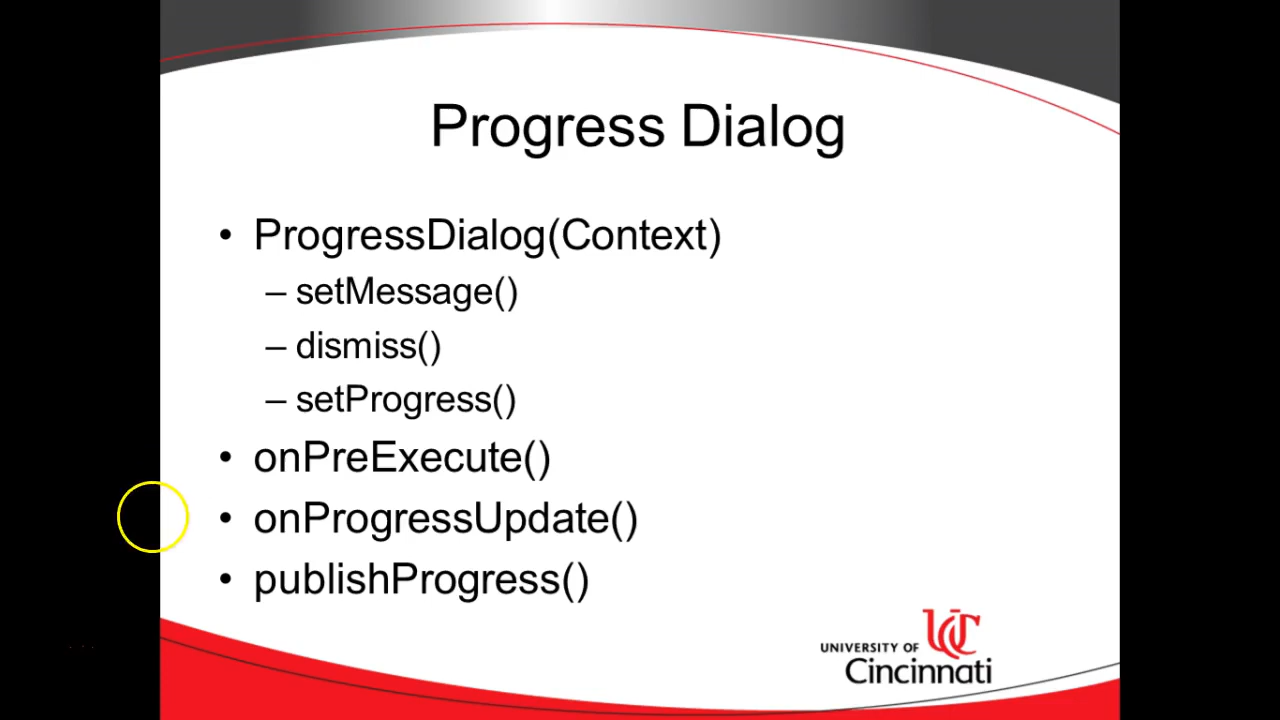 Progress Dialog
• ProgressDialog(Context)
– setMessage()
– dismiss()
– setProgress()
• onPreExecute()
• onProgressUpdate()
• publishProgress()
UC
UNIVERSITY OF
Cincinnati